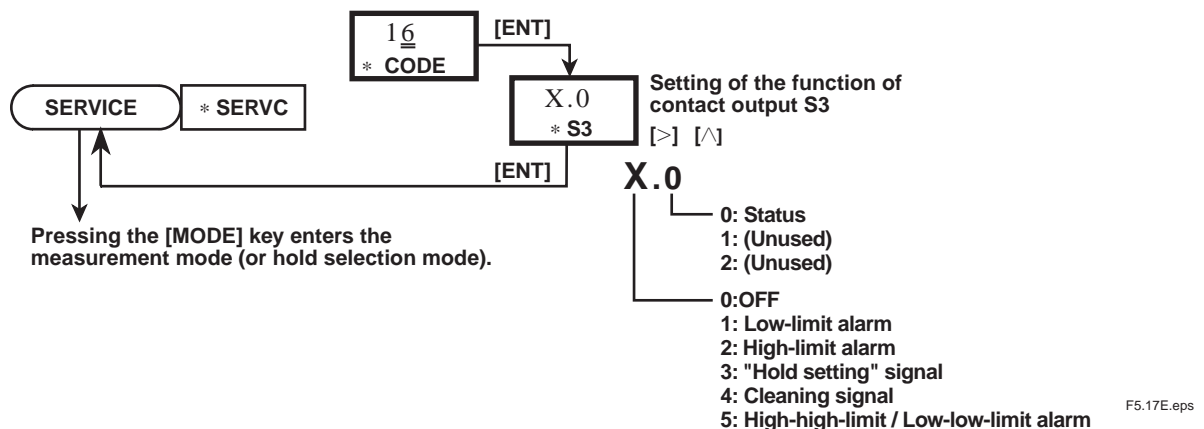 16
* CODE
[ENT]
X.0
* S3
Setting of the function of
contact output S3
[>] [∧]
SERVICE
* SERVC
[ENT]
Pressing the [MODE] key enters the
measurement mode (or hold selection mode).
X.0
0: Status
1: (Unused)
2: (Unused)
0:OFF
1: Low-limit alarm
2: High-limit alarm
3: "Hold setting" signal
4: Cleaning signal
5: High-high-limit / Low-low-limit alarm
F5.17E.eps